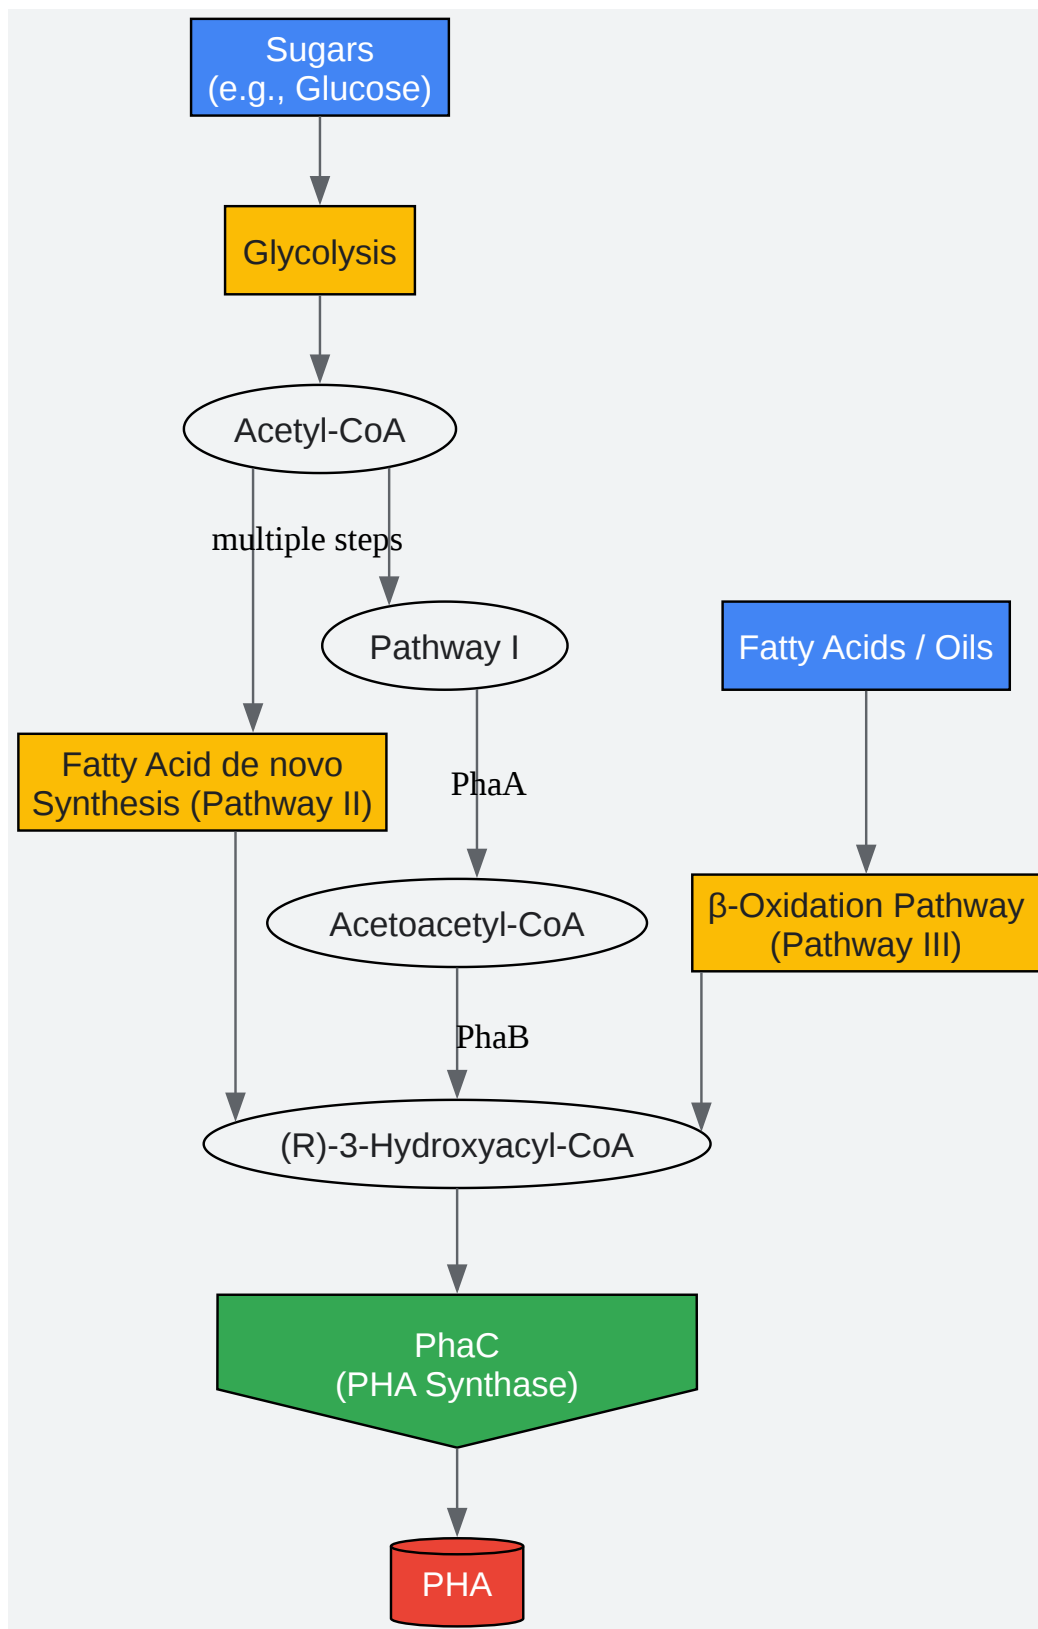 Sugars
(e.g., Glucose)
Glycolysis
Acetyl-CoA
multiple steps
Pathway I
Fatty Acids / Oils
Fatty Acid de novo
Synthesis (Pathway II)
PhaA
Acetoacetyl-CoA
β-Oxidation Pathway
(Pathway III)
PhaB
(R)-3-Hydroxyacyl-CoA
PhaC
(PHA Synthase)
PHA